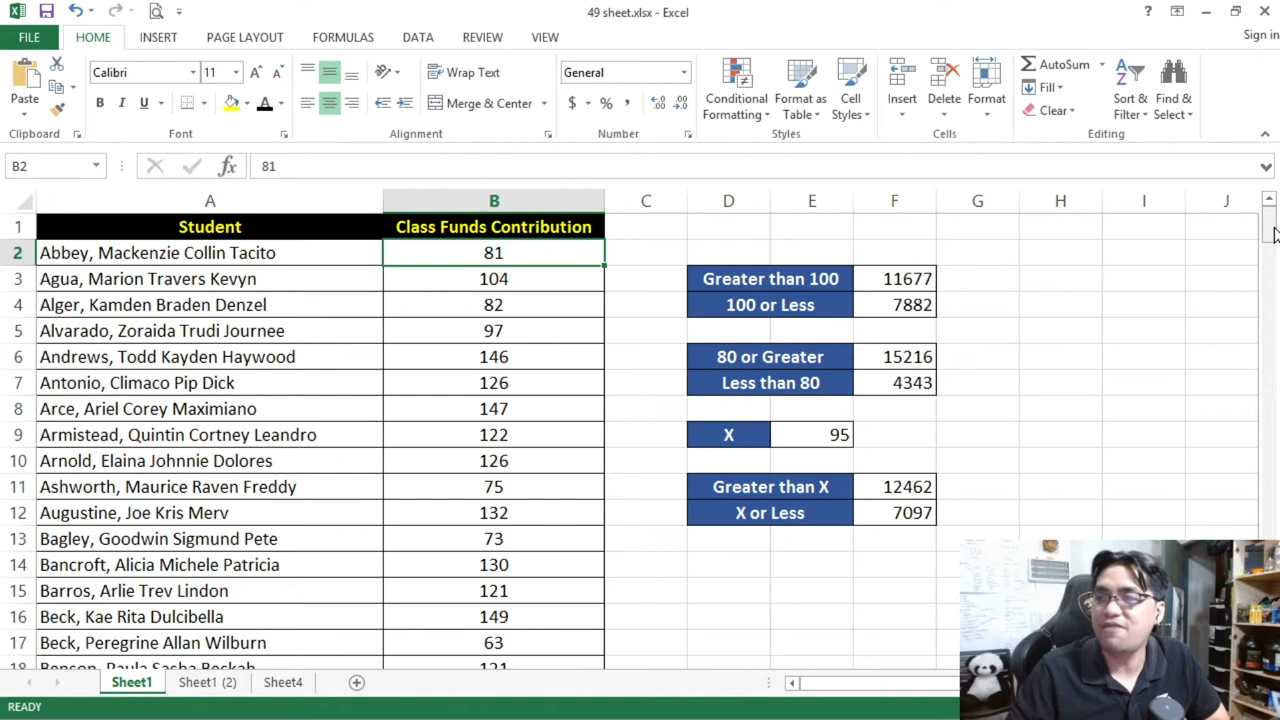 49 sheet.xlsx - Excel
?
Sign in
FILE
HOME
INSERT
PAGE LAYOUT
FORMULAS
DATA
REVIEW
VIEW
Paste
Clipboard
Calibri
11
B I U
Font
Wrap Text
Merge & Center
Alignment
General
$ % ,
Number
Conditional Formatting
Format as Table
Cell Styles
Styles
Insert
Delete
Format
Cells
AutoSum
Fill
Clear
Sort & Filter
Find & Select
Editing
B2
fx
81
A B C D E F G H I J
1 Student Class Funds Contribution
2 Abbey, Mackenzie Collin Tacito 81
3 Agua, Marion Travers Kevyn 104 Greater than 100 11677
4 Alger, Kamden Braden Denzel 82 100 or Less 7882
5 Alvarado, Zoraida Trudi Journee 97
6 Andrews, Todd Kayden Haywood 146 80 or Greater 15216
7 Antonio, Climaco Pip Dick 126 Less than 80 4343
8 Arce, Ariel Corey Maximiano 147
9 Armistead, Quintin Cortney Leandro 122 X 95
10 Arnold, Elaina Johnnie Dolores 126
11 Ashworth, Maurice Raven Freddy 75 Greater than X 12462
12 Augustine, Joe Kris Merv 132 X or Less 7097
13 Bagley, Goodwin Sigmund Pete 73
14 Bancroft, Alicia Michele Patricia 130
15 Barros, Arlie Trev Lindon 121
16 Beck, Kae Rita Dulcibella 149
17 Beck, Peregrine Allan Wilburn 63
18 Benson, Paula Sasha Beckah 131
Sheet1
Sheet1 (2)
Sheet4
READY